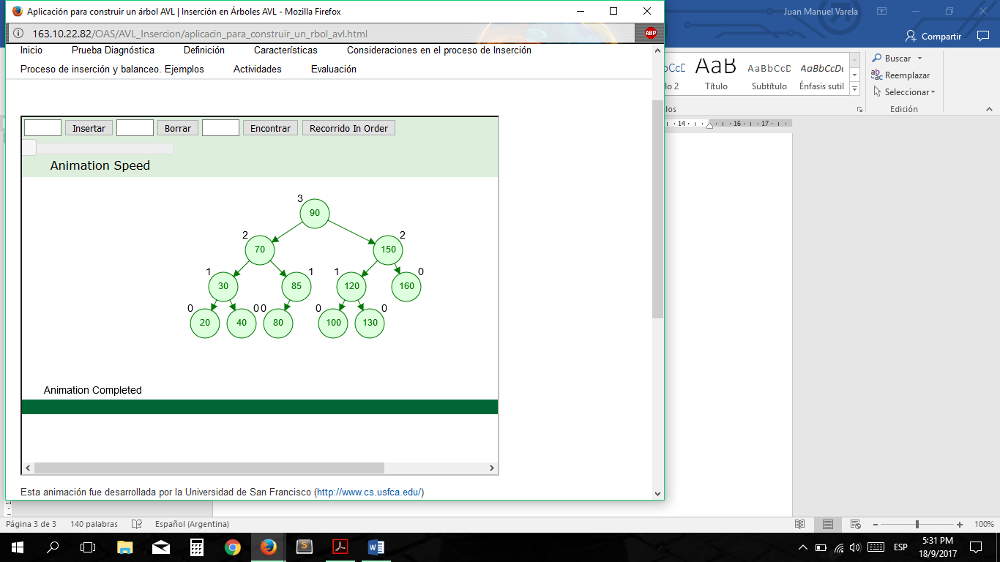 Aplicación para construir un árbol AVL | Inserción en Árboles AVL - Mozilla Firefox
Juan Manuel Varela
163.10.22.82/OAS/AVL_Insercion/aplicacin_para_construir_un_rbol_avl.html
ABP
Compartir
Inicio Prueba Diagnóstica Definición Características Consideraciones en el proceso de Inserción
Proceso de inserción y balanceo. Ejemplos Actividades Evaluación
AaB AaBbCcD AaBbCcDc
Título Subtítulo Énfasis sutil
Buscar
Reemplazar
Seleccionar
Edición
14 16 17
Insertar Borrar Encontrar Recorrido In Order
Animation Speed
3
90
2 2
70 150
1 1 1 0
30 85 120 160
0 0 0 0 0
20 40 80 100 130
Animation Completed
Esta animación fue desarrollada por la Universidad de San Francisco (http://www.cs.usfca.edu/)
Página 3 de 3 140 palabras Español (Argentina) 100%
ESP
5:31 PM
18/9/2017